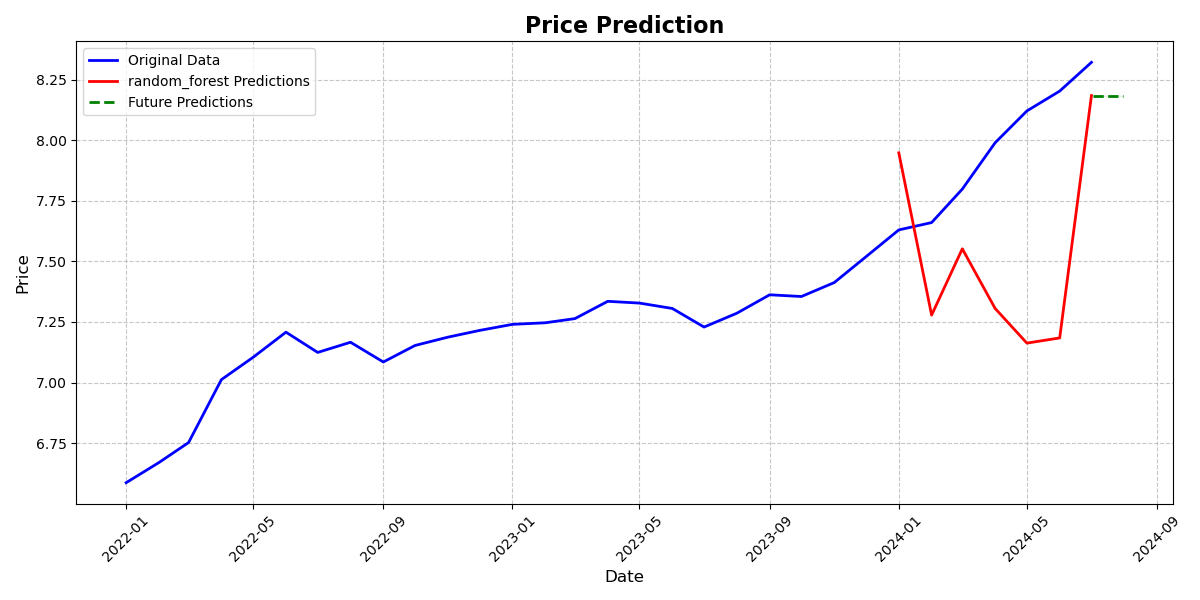 Price Prediction
Original Data
random_forest Predictions
Future Predictions
8.25
8.00
7.75
7.50
7.25
7.00
6.75
Price
2022-01
2022-05
2022-09
2023-01
2023-05
2023-09
2024-01
2024-05
2024-09
Date